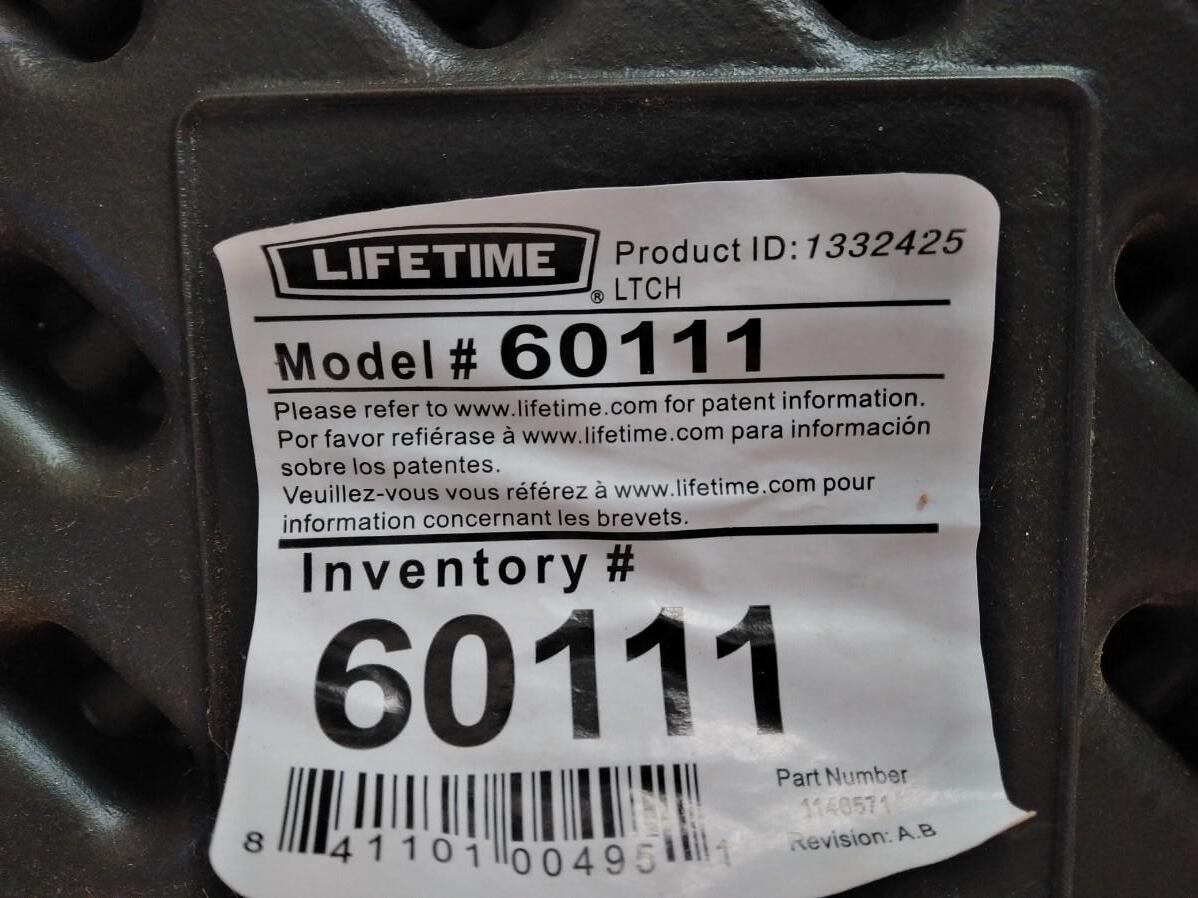 LIFETIME® Product ID: 1332425
LTCH
Model # 60111
Please refer to www.lifetime.com for patent information.
Por favor refiérase à www.lifetime.com para información
sobre los patentes.
Veuillez-vous vous référez à www.lifetime.com pour
information concernant les brevets.
Inventory #
60111
Part Number
1148571
Revision: A.B
8 41101 00495 1